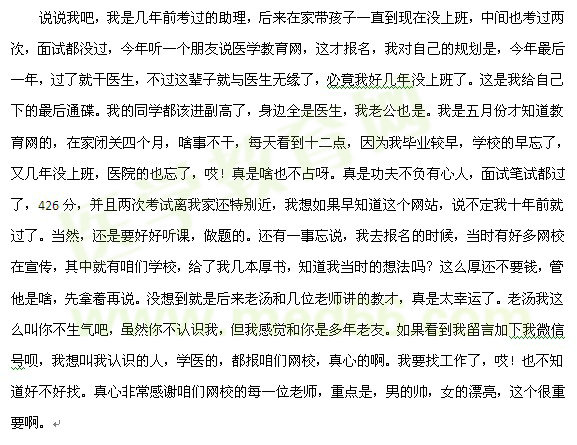 说说我吧，我是几年前考过的助理，后来在家带孩子一直到现在没上班，中间也考过两
次，面试都没过，今年听一个朋友说医学教育网，这才报名，我对自己的规划是，今年最后
一年，过了就干医生，不过这辈子就与医生无缘了，必竟我好几年没上班了。这是我给自己
下的最后通碟。我的同学都该进副高了，身边全是医生，我老公也是。我是五月份才知道教
育网的，在家闭关四个月，啥事不干，每天看到十二点，因为我毕业较早，学校的早忘了，
又几年没上班，医院的也忘了，哎！真是啥也不占呀。真是功夫不负有心人，面试笔试都过
了，426 分，并且两次考试离我家还特别近，我想如果早知道这个网站，说不定我十年前就
过了。当然，还是要好好听课，做题的。还有一事忘说，我去报名的时候，当时有好多网校
在宣传，其中就有咱们学校，给了我几本厚书，知道我当时的想法吗？这么厚还不要钱，管
他是啥，先拿着再说。没想到就是后来老汤和几位老师讲的教才，真是太幸运了。老汤我这
么叫你不生气吧，虽然你不认识我，但我感觉和你是多年老友。如果看到我留言加下我微信
号呗，我想叫我认识的人，学医的，都报咱们网校，真心的啊。我要找工作了，哎！也不知
道好不好找。真心非常感谢咱们网校的每一位老师，重点是，男的帅，女的漂亮，这个很重
要啊。